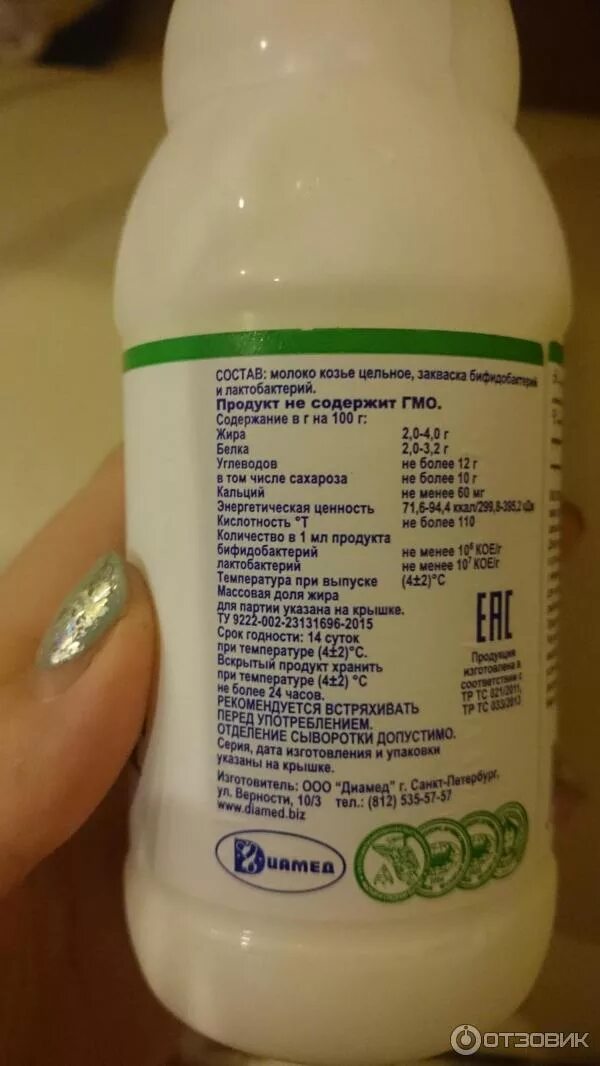 СОСТАВ: молоко козье цельное, закваска бифидобактерий
и лактобактерий.
Продукт не содержит ГМО.
Содержание в г на 100 г:
Жира 2,0-4,0 г
Белка 2,0-3,2 г
Углеводов не более 12 г
в том числе сахароза не более 10 г
Кальций не менее 60 мг
Энергетическая ценность 71,6-94,4 ккал/299,8-395,2 кДж
Кислотность °Т не более 110
Количество в 1 мл продукта
бифидобактерий не менее 10⁶ КОЕ/г
лактобактерий не менее 10⁷ КОЕ/г
Температура при выпуске (4±2)°С
Массовая доля жира
для партии указана на крышке.
ТУ 9222-002-23131696-2015
Срок годности: 14 суток
при температуре (4±2)°С.
Вскрытый продукт хранить
при температуре (4±2) °С
не более 24 часов.
РЕКОМЕНДУЕТСЯ ВСТРЯХИВАТЬ
ПЕРЕД УПОТРЕБЛЕНИЕМ.
ОТДЕЛЕНИЕ СЫВОРОТКИ ДОПУСТИМО.
Серия, дата изготовления и упаковки
указаны на крышке.
Изготовитель: ООО "Диамед" г. Санкт-Петербург,
ул. Верности, 10/3 тел.: (812) 535-57-57
www.diamed.biz
ЕАС
Продукция
изготовлена в
соответствии с
ТР ТС 021/2011,
ТР ТС 033/2013
ДИАМЕД
ОТЗОВИК